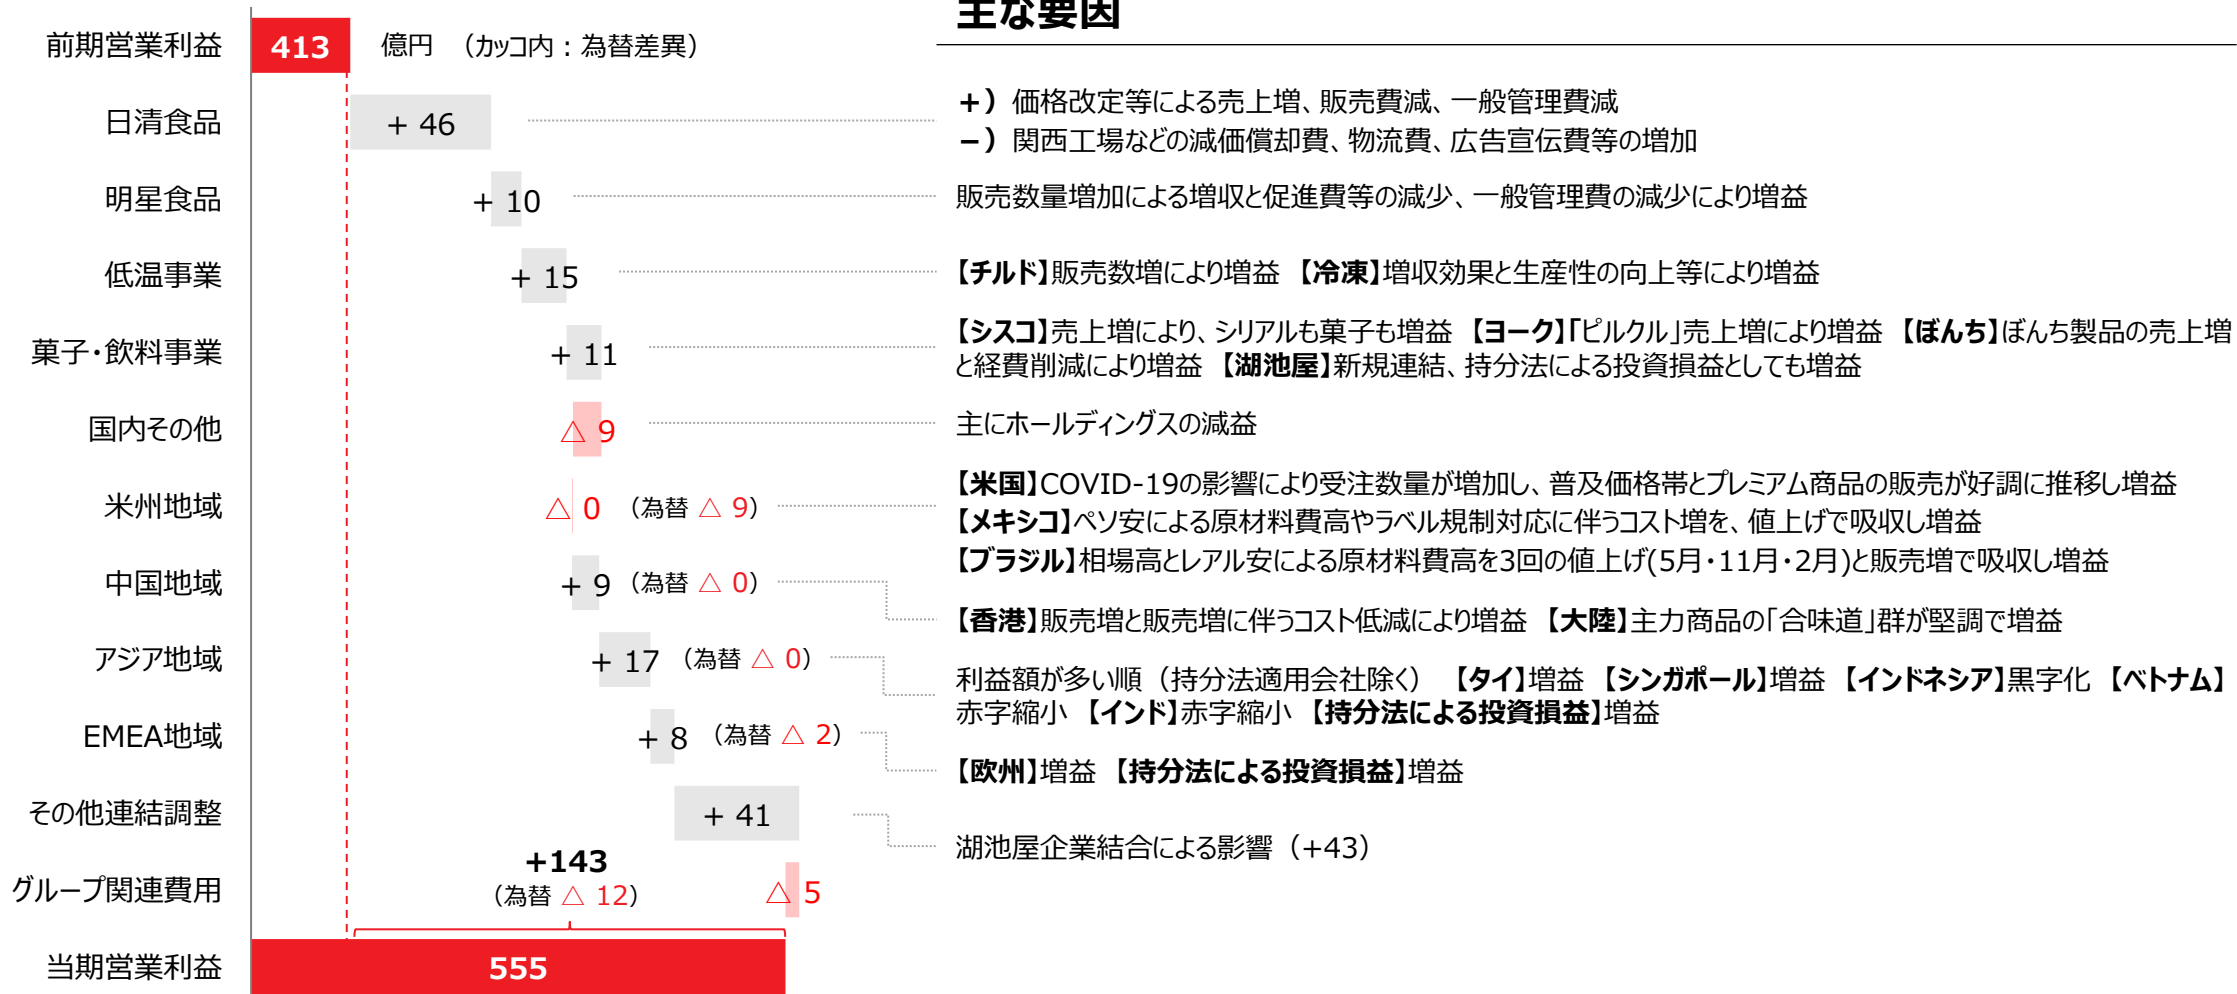 主な要因
前期営業利益 413 億円 （カッコ内：為替差異）
日清食品 + 46
+）価格改定等による売上増、販売費減、一般管理費減
−）関西工場などの減価償却費、物流費、広告宣伝費等の増加
明星食品 + 10 販売数量増加による増収と促進費等の減少、一般管理費の減少により増益
低温事業 + 15 【チルド】販売数増により増益 【冷凍】増収効果と生産性の向上等により増益
菓子・飲料事業 + 11
【シスコ】売上増により、シリアルも菓子も増益 【ヨーク】「ピルクル」売上増により増益 【ぼんち】ぼんち製品の売上増
と経費削減により増益 【湖池屋】新規連結、持分法による投資損益としても増益
国内その他 △ 9 主にホールディングスの減益
米州地域 △ 0 （為替 △ 9）
【米国】COVID-19の影響により受注数量が増加し、普及価格帯とプレミアム商品の販売が好調に推移し増益
【メキシコ】ペソ安による原材料費高やラベル規制対応に伴うコスト増を、値上げで吸収し増益
【ブラジル】相場高とレアル安による原材料費高を3回の値上げ(5月・11月・2月)と販売増で吸収し増益
中国地域 + 9 （為替 △ 0）
【香港】販売増と販売増に伴うコスト低減により増益 【大陸】主力商品の「合味道」群が堅調で増益
アジア地域 + 17 （為替 △ 0）
利益額が多い順（持分法適用会社除く） 【タイ】増益 【シンガポール】増益 【インドネシア】黒字化 【ベトナム】
赤字縮小 【インド】赤字縮小 【持分法による投資損益】増益
EMEA地域 + 8 （為替 △ 2）
【欧州】増益 【持分法による投資損益】増益
その他連結調整 + 41
湖池屋企業結合による影響（+43）
+143
（為替 △ 12）
グループ関連費用 △ 5
当期営業利益 555